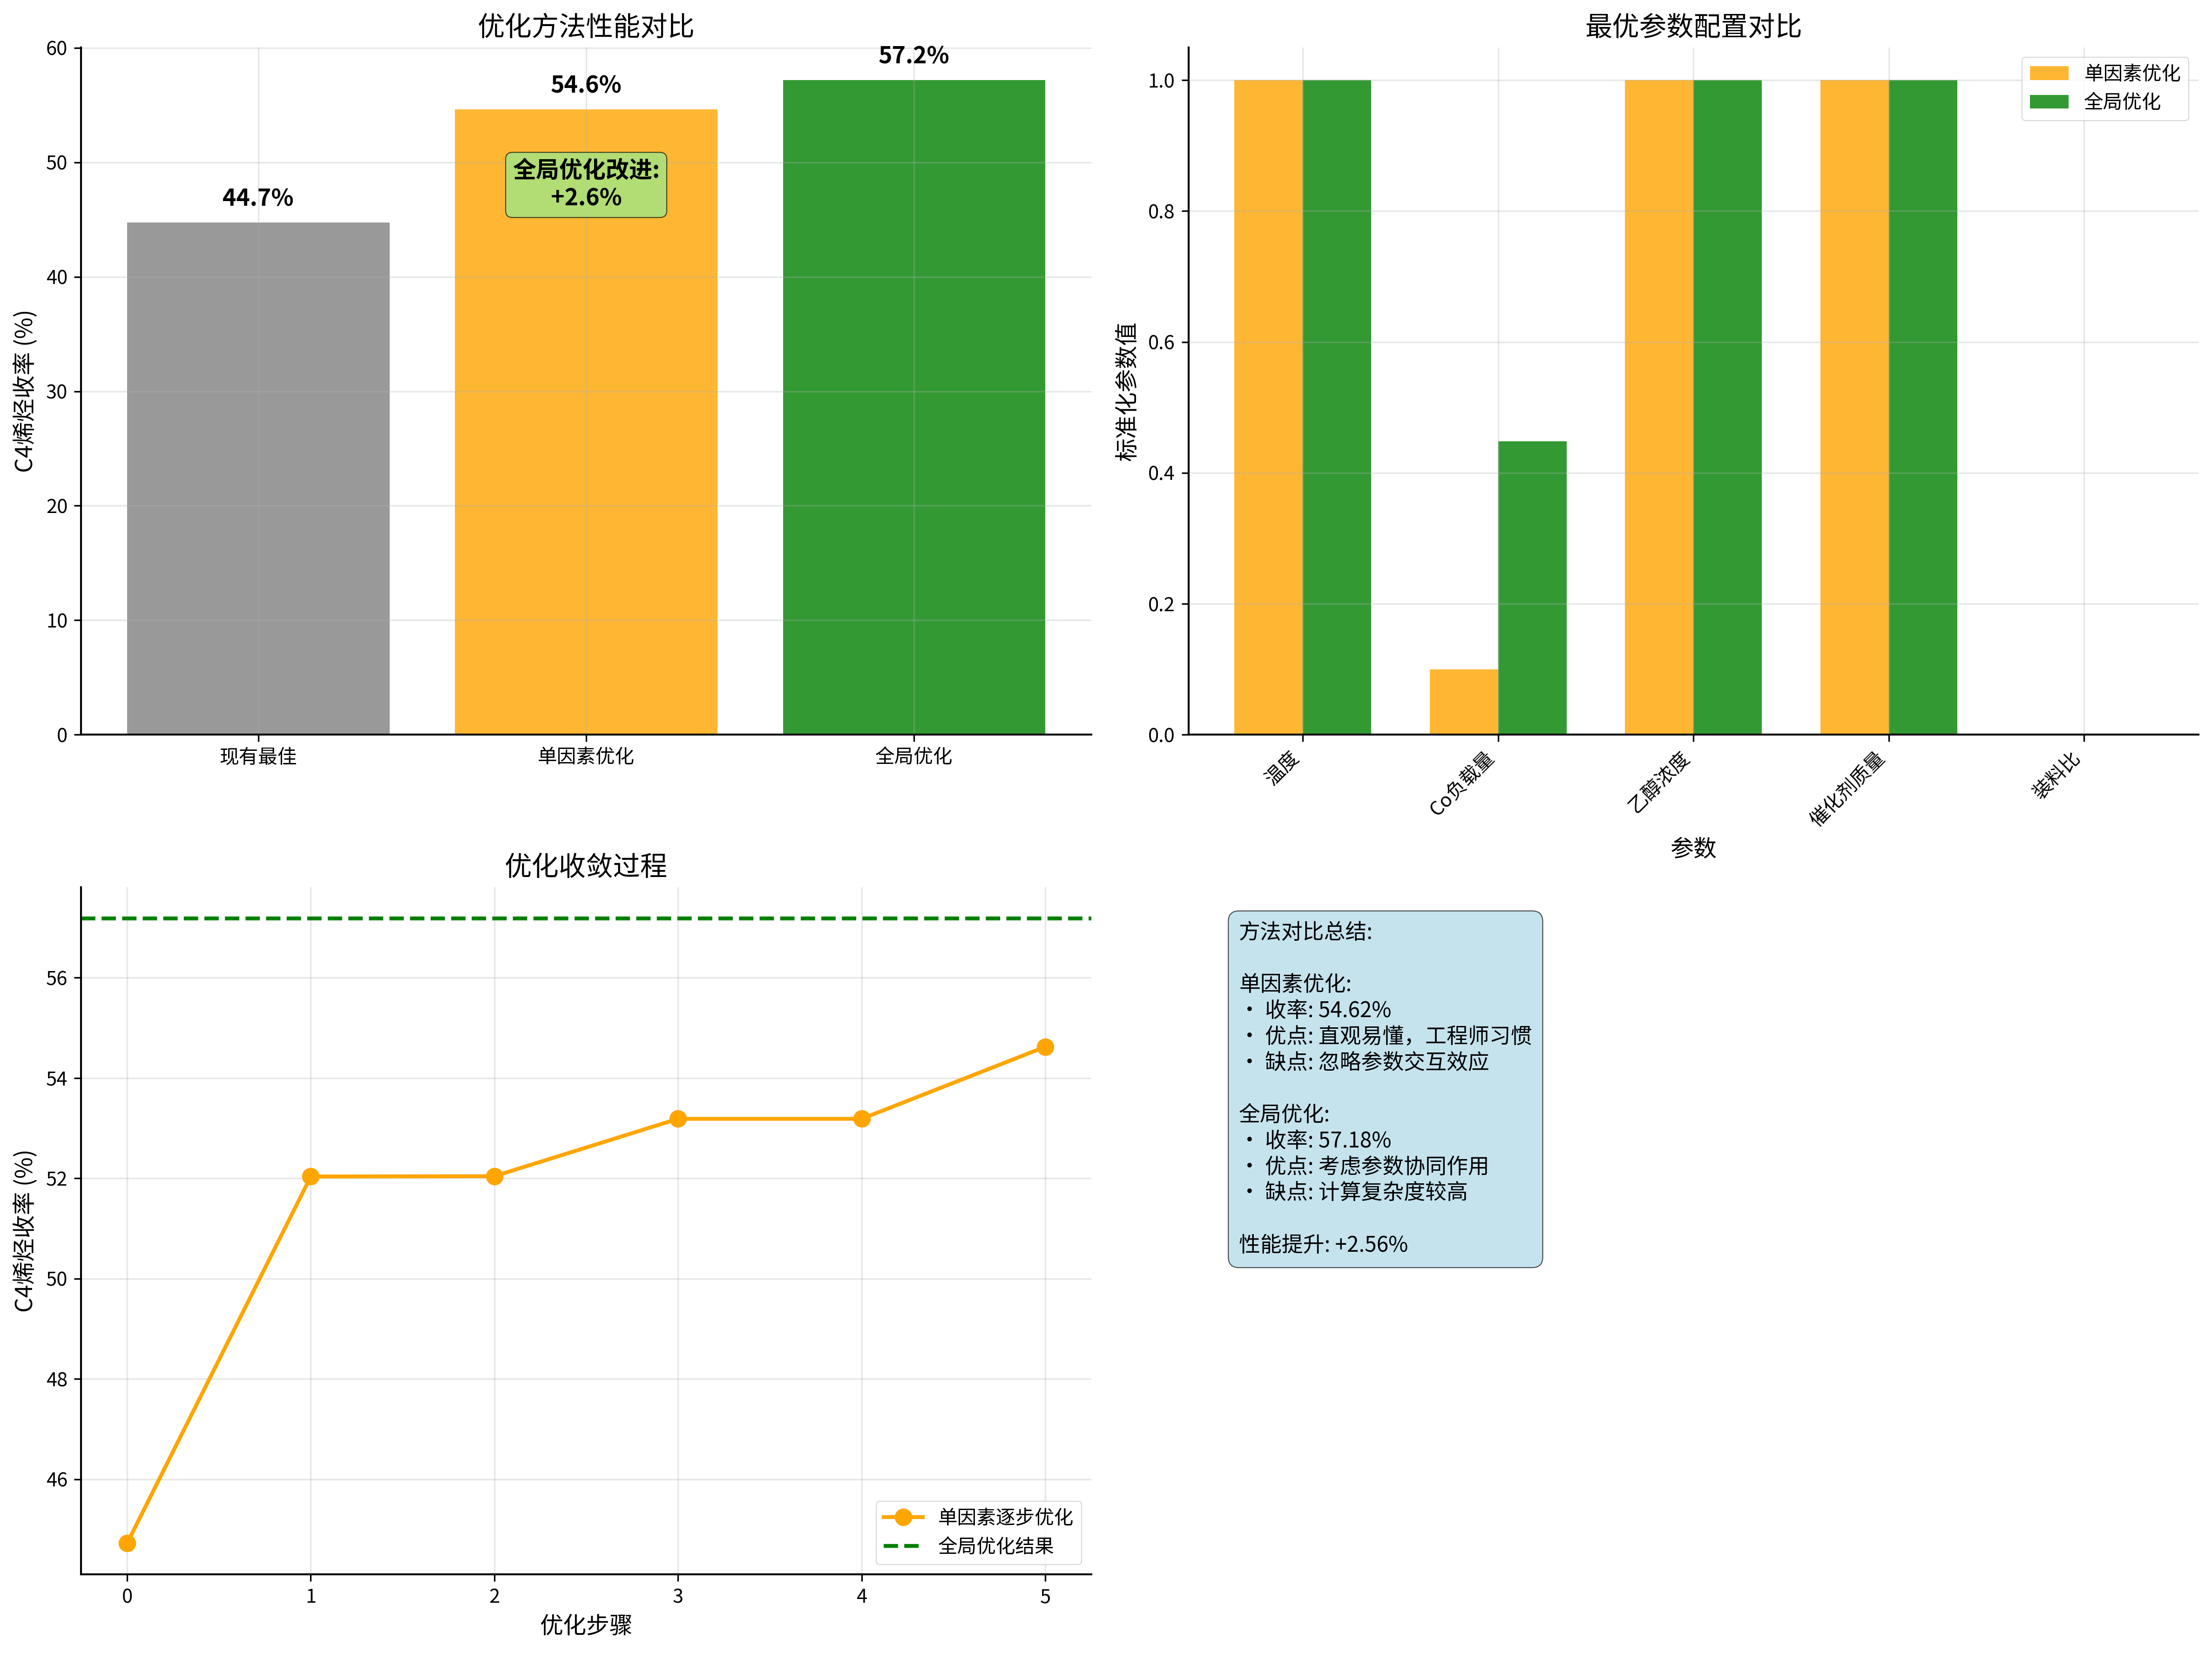 优化方法性能对比
C4烯烃收率 (%)
60
50
40
30
20
10
0
44.7%
54.6%
57.2%
全局优化改进:
+2.6%
现有最佳
单因素优化
全局优化
最优参数配置对比
标准化参数值
1.0
0.8
0.6
0.4
0.2
0.0
单因素优化
全局优化
温度
Co负载量
乙醇浓度
催化剂质量
装料比
参数
优化收敛过程
C4烯烃收率 (%)
56
54
52
50
48
46
单因素逐步优化
全局优化结果
0
1
2
3
4
5
优化步骤
方法对比总结:
单因素优化:
• 收率: 54.62%
• 优点: 直观易懂，工程师习惯
• 缺点: 忽略参数交互效应
全局优化:
• 收率: 57.18%
• 优点: 考虑参数协同作用
• 缺点: 计算复杂度较高
性能提升: +2.56%